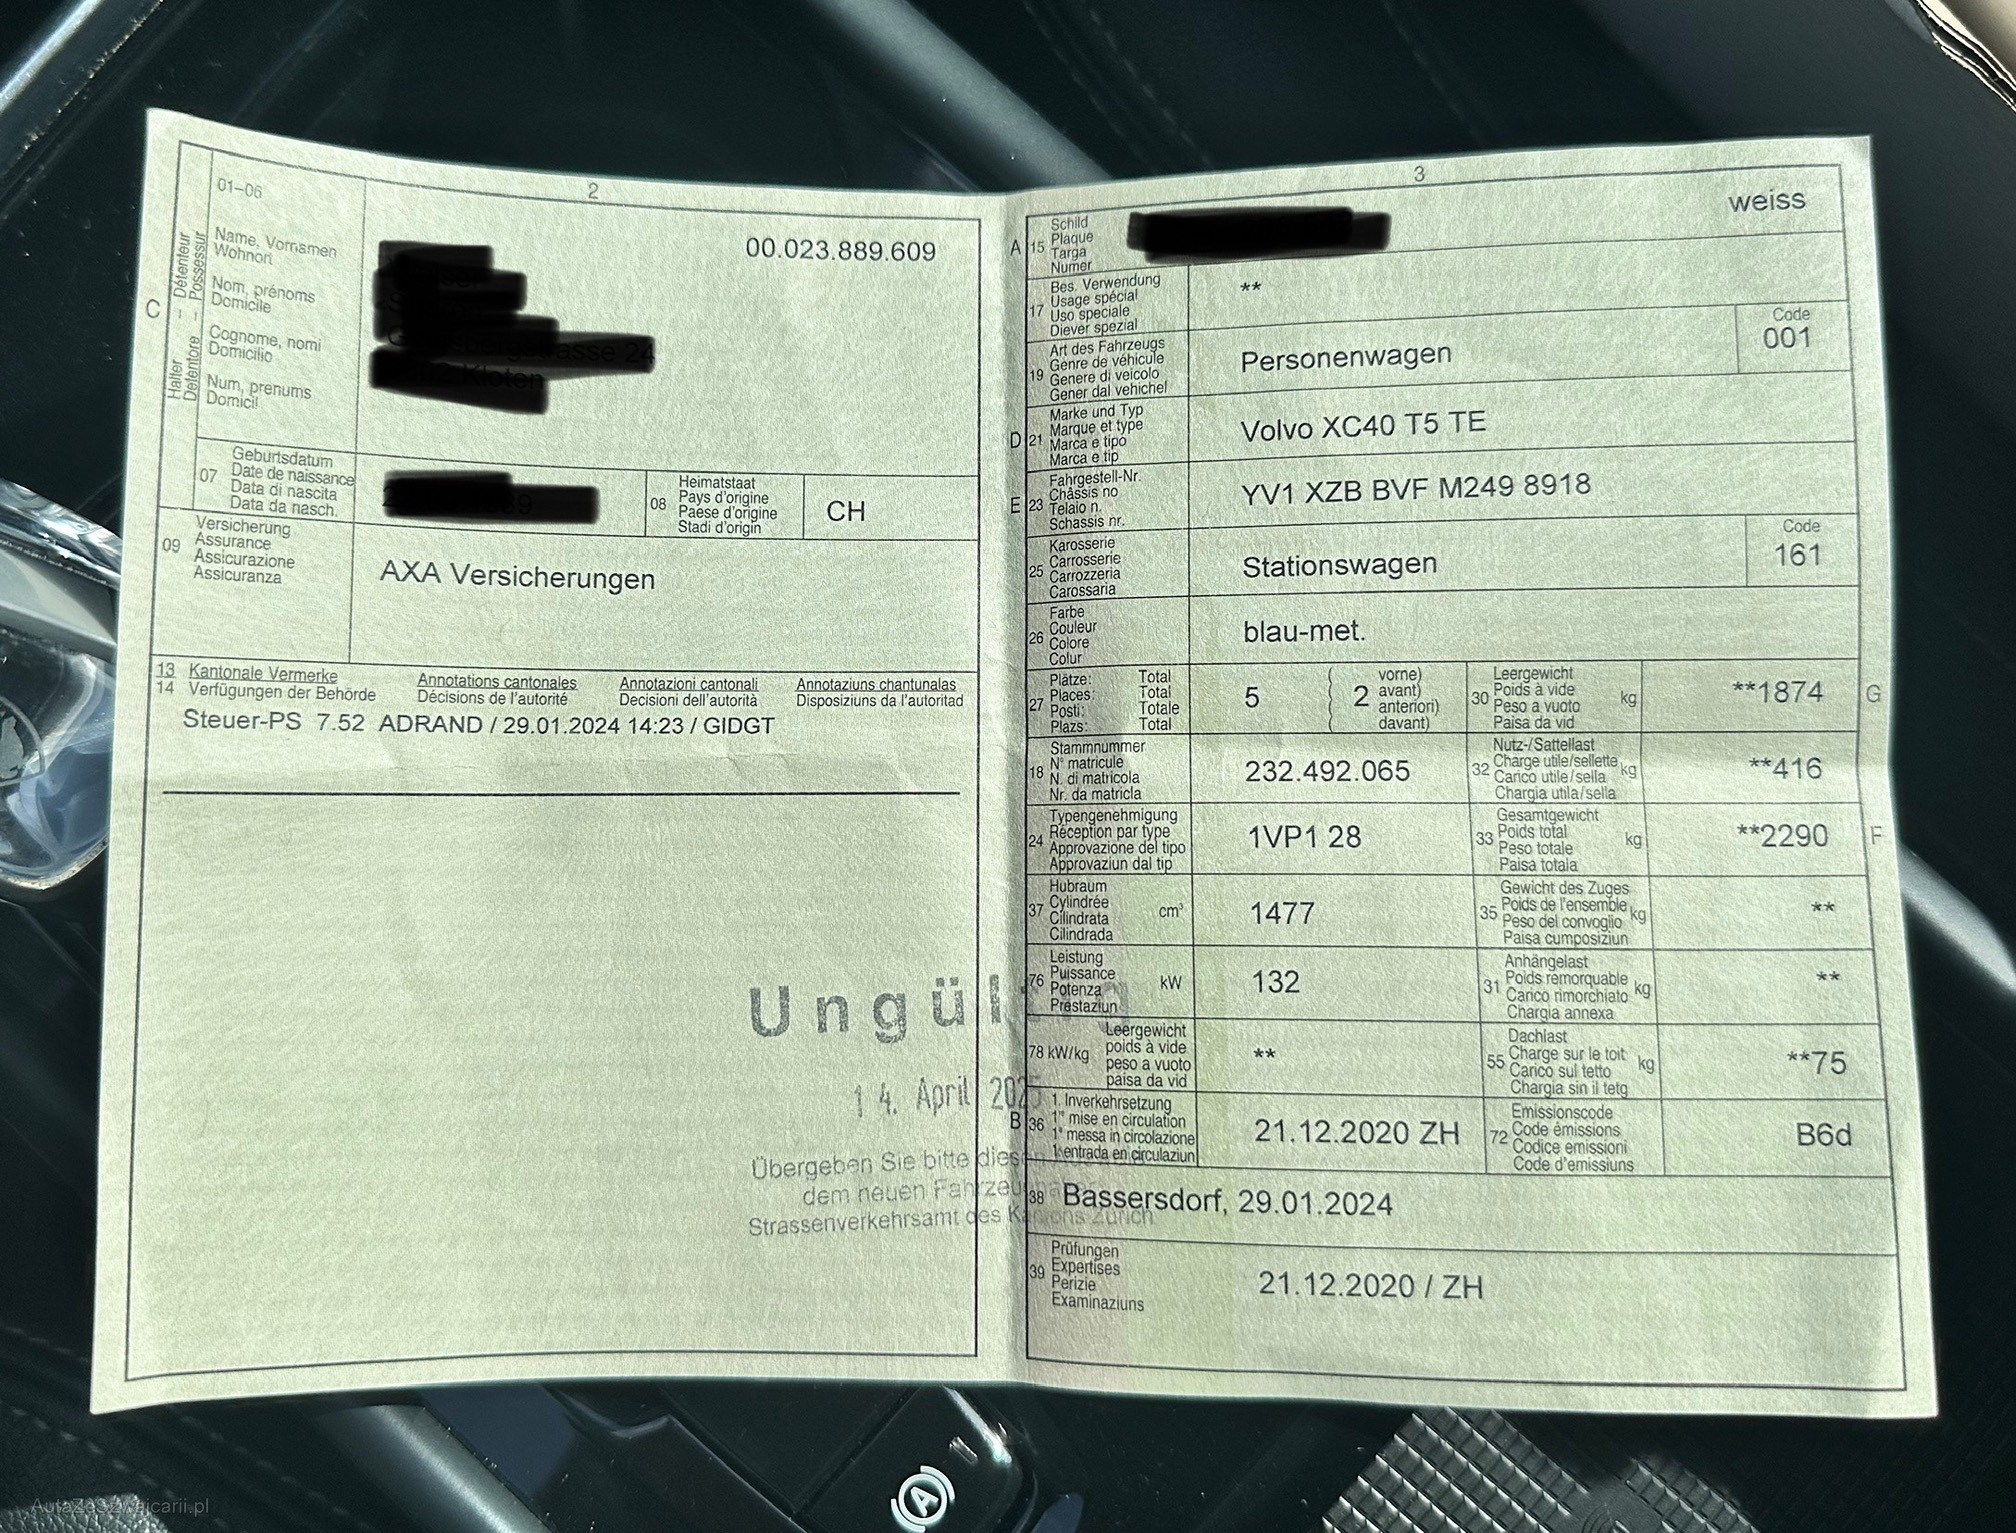 2
01–06
Halter – Détenteur
Detentore – Possessur
C
Name, Vornamen
Wohnort
Nom, prénoms
Domicile
Cognome, nomi
Domicilio
Num, prenums
Domicil
00.023.889.609
07
Geburtsdatum
Date de naissance
Data di nascita
Data da nasch.
08
Heimatstaat
Pays d'origine
Paese d'origine
Stadi d'origin
CH
09
Versicherung
Assurance
Assicurazione
Assicuranza
AXA Versicherungen
13 Kantonale Vermerke Annotations cantonales Annotazioni cantonali Annotaziuns chantunalas
14 Verfügungen der Behörde Décisions de l'autorité Decisioni dell'autorità Disposiziuns da l'autoritad
Steuer-PS 7.52 ADRAND / 29.01.2024 14:23 / GIDGT
14. April 2025
Übergeben Sie bitte
dem neuen
Strassenverkehrsamt des Kantons Zürich
3
A 15
Schild
Plaque
Targa
Numer
weiss
17
Bes. Verwendung
Usage spécial
Uso speciale
Diever spezial
**
19
Art des Fahrzeugs
Genre de véhicule
Genere di veicolo
Gener dal vehichel
Personenwagen
Code
001
D 21
Marke und Typ
Marque et type
Marca e tipo
Marca e tip
Volvo XC40 T5 TE
E 23
Fahrgestell-Nr.
Châssis no
Telaio n.
Schassis nr.
YV1 XZB BVF M249 8918
25
Karosserie
Carrosserie
Carrozzeria
Carossaria
Stationswagen
Code
161
26
Farbe
Couleur
Colore
Colur
blau-met.
27
Plätze: Total
Places: Total
Posti: Totale
Plazs: Total
5
2
vorne)
avant)
anteriori)
davant)
30
Leergewicht
Poids à vide
Peso a vuoto
Paisa da vid
kg
**1874
G
18
Stammnummer
N° matricule
N. di matricola
Nr. da matricla
232.492.065
32
Nutz-/Sattellast
Charge utile/sellette
Carico utile/sella
Chargia utila/sella
kg
**416
24
Typengenehmigung
Réception par type
Approvazione del tipo
Approvaziun dal tip
1VP1 28
33
Gesamtgewicht
Poids total
Peso totale
Paisa totala
kg
**2290
F
37
Hubraum
Cylindrée
Cilindrata
Cilindrada
cm³
1477
35
Gewicht des Zuges
Poids de l'ensemble
Peso del convoglio
Paisa cumposiziun
kg
**
76
Leistung
Puissance
Potenza
Prestaziun
kW
132
31
Anhängelast
Poids remorquable
Carico rimorchiato
Chargia annexa
kg
**
78 kW/kg
Leergewicht
poids à vide
peso a vuoto
paisa da vid
**
55
Dachlast
Charge sur le toit
Carico sul tetto
Chargia sin il tetg
kg
**75
B 36
1. Inverkehrsetzung
1re mise en circulation
1a messa in circolazione
1. entrada en circulaziun
21.12.2020 ZH
72
Emissionscode
Code émissions
Codice emissioni
Code d'emissiuns
B6d
38 Bassersdorf, 29.01.2024
39
Prüfungen
Expertises
Perizie
Examinaziuns
21.12.2020 / ZH
A
AutaZeSzwajcarii.pl